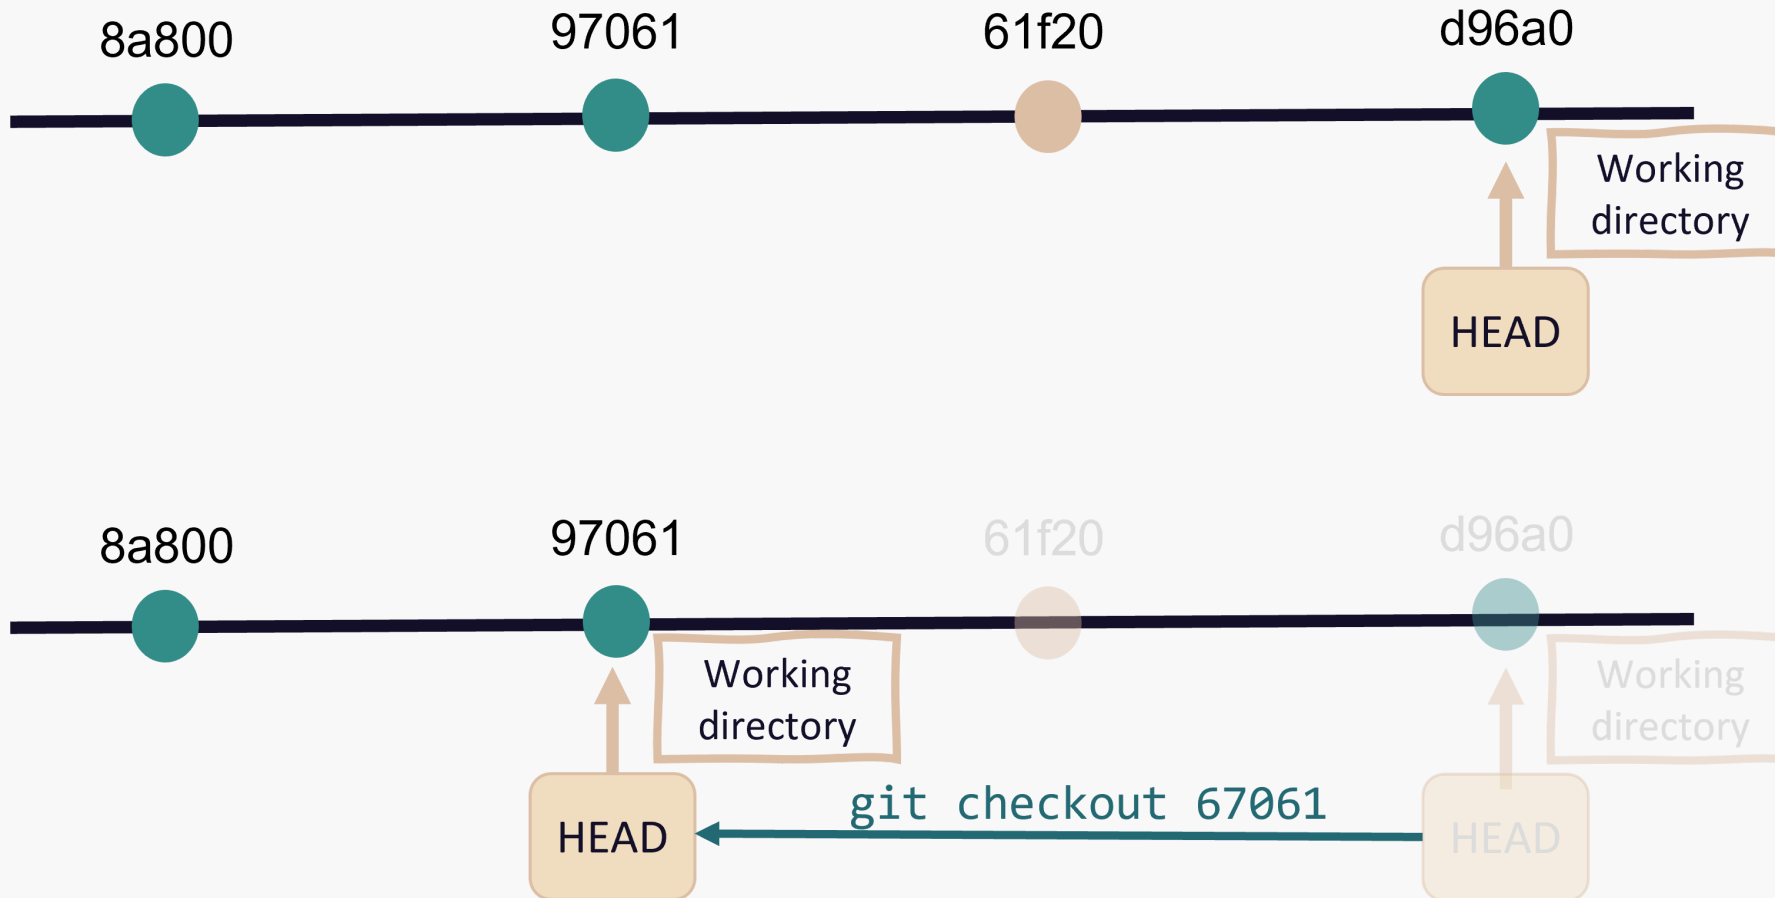 8a800
97061
61f20
d96a0
Working
directory
HEAD
8a800
97061
61f20
d96a0
Working
directory
Working
directory
git checkout 67061
HEAD
HEAD